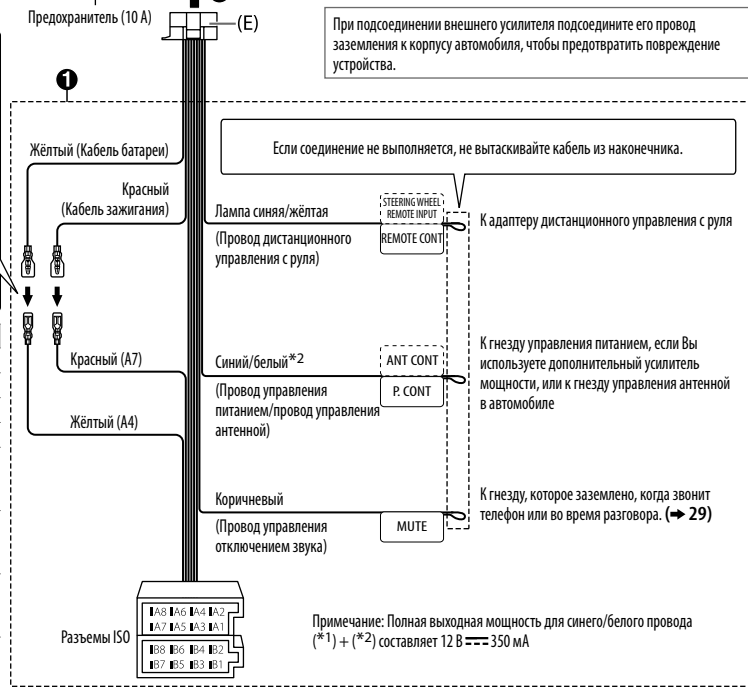 Предохранитель (10 А)
(E)
При подсоединении внешнего усилителя подсоедините его провод
заземления к корпусу автомобиля, чтобы предотвратить повреждение
устройства.
1
Жёлтый (Кабель батареи)
Если соединение не выполняется, не вытаскивайте кабель из наконечника.
Красный
(Кабель зажигания)
Лампа синяя/жёлтая
(Провод дистанционного
управления с руля)
STEERING WHEEL
REMOTE INPUT
REMOTE CONT
К адаптеру дистанционного управления с руля
Красный (A7)
Жёлтый (A4)
Синий/белый*2
(Провод управления
питанием/провод управления
антенной)
ANT CONT
P. CONT
К гнезду управления питанием, если Вы
используете дополнительный усилитель
мощности, или к гнезду управления антенной
в автомобиле
Коричневый
(Провод управления
отключением звука)
MUTE
К гнезду, которое заземлено, когда звонит
телефон или во время разговора. (➜ 29)
Разъемы ISO
A8 A6 A4 A2
A7 A5 A3 A1
B8 B6 B4 B2
B7 B5 B3 B1
Примечание: Полная выходная мощность для синего/белого провода
(*1) + (*2) составляет 12 В ⎓ 350 мА